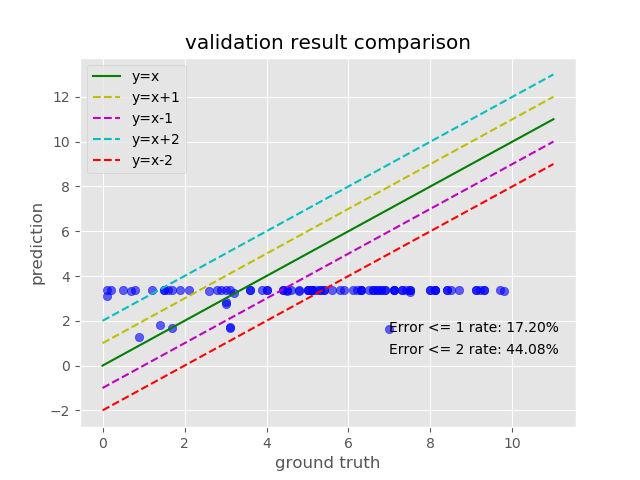 validation result comparison
y=x
y=x+1
y=x-1
y=x+2
y=x-2
12
10
8
6
4
2
0
−2
prediction
Error <= 1 rate: 17.20%
Error <= 2 rate: 44.08%
0 2 4 6 8 10
ground truth